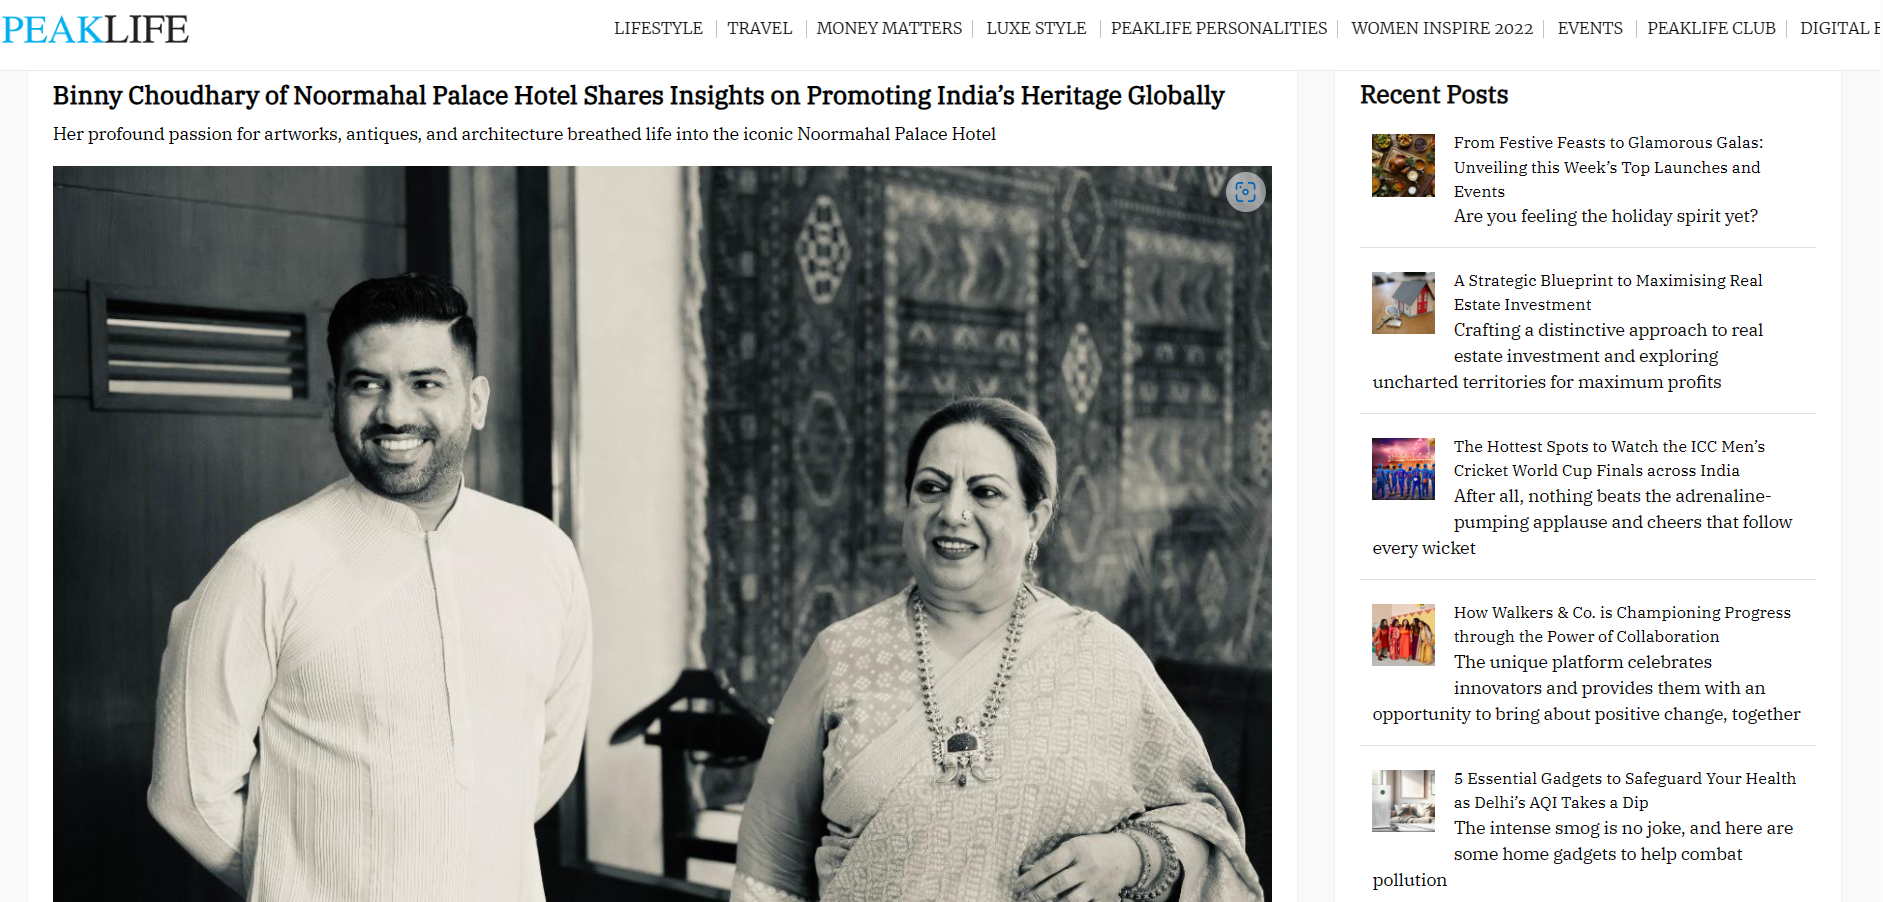 PEAKLIFE
LIFESTYLE
TRAVEL
MONEY MATTERS
LUXE STYLE
PEAKLIFE PERSONALITIES
WOMEN INSPIRE 2022
EVENTS
PEAKLIFE CLUB
DIGITAL E
Binny Choudhary of Noormahal Palace Hotel Shares Insights on Promoting India’s Heritage Globally
Her profound passion for artworks, antiques, and architecture breathed life into the iconic Noormahal Palace Hotel
Recent Posts
From Festive Feasts to Glamorous Galas:
Unveiling this Week’s Top Launches and
Events
Are you feeling the holiday spirit yet?
A Strategic Blueprint to Maximising Real
Estate Investment
Crafting a distinctive approach to real
estate investment and exploring
uncharted territories for maximum profits
The Hottest Spots to Watch the ICC Men’s
Cricket World Cup Finals across India
After all, nothing beats the adrenaline-
pumping applause and cheers that follow
every wicket
How Walkers & Co. is Championing Progress
through the Power of Collaboration
The unique platform celebrates
innovators and provides them with an
opportunity to bring about positive change, together
5 Essential Gadgets to Safeguard Your Health
as Delhi’s AQI Takes a Dip
The intense smog is no joke, and here are
some home gadgets to help combat
pollution